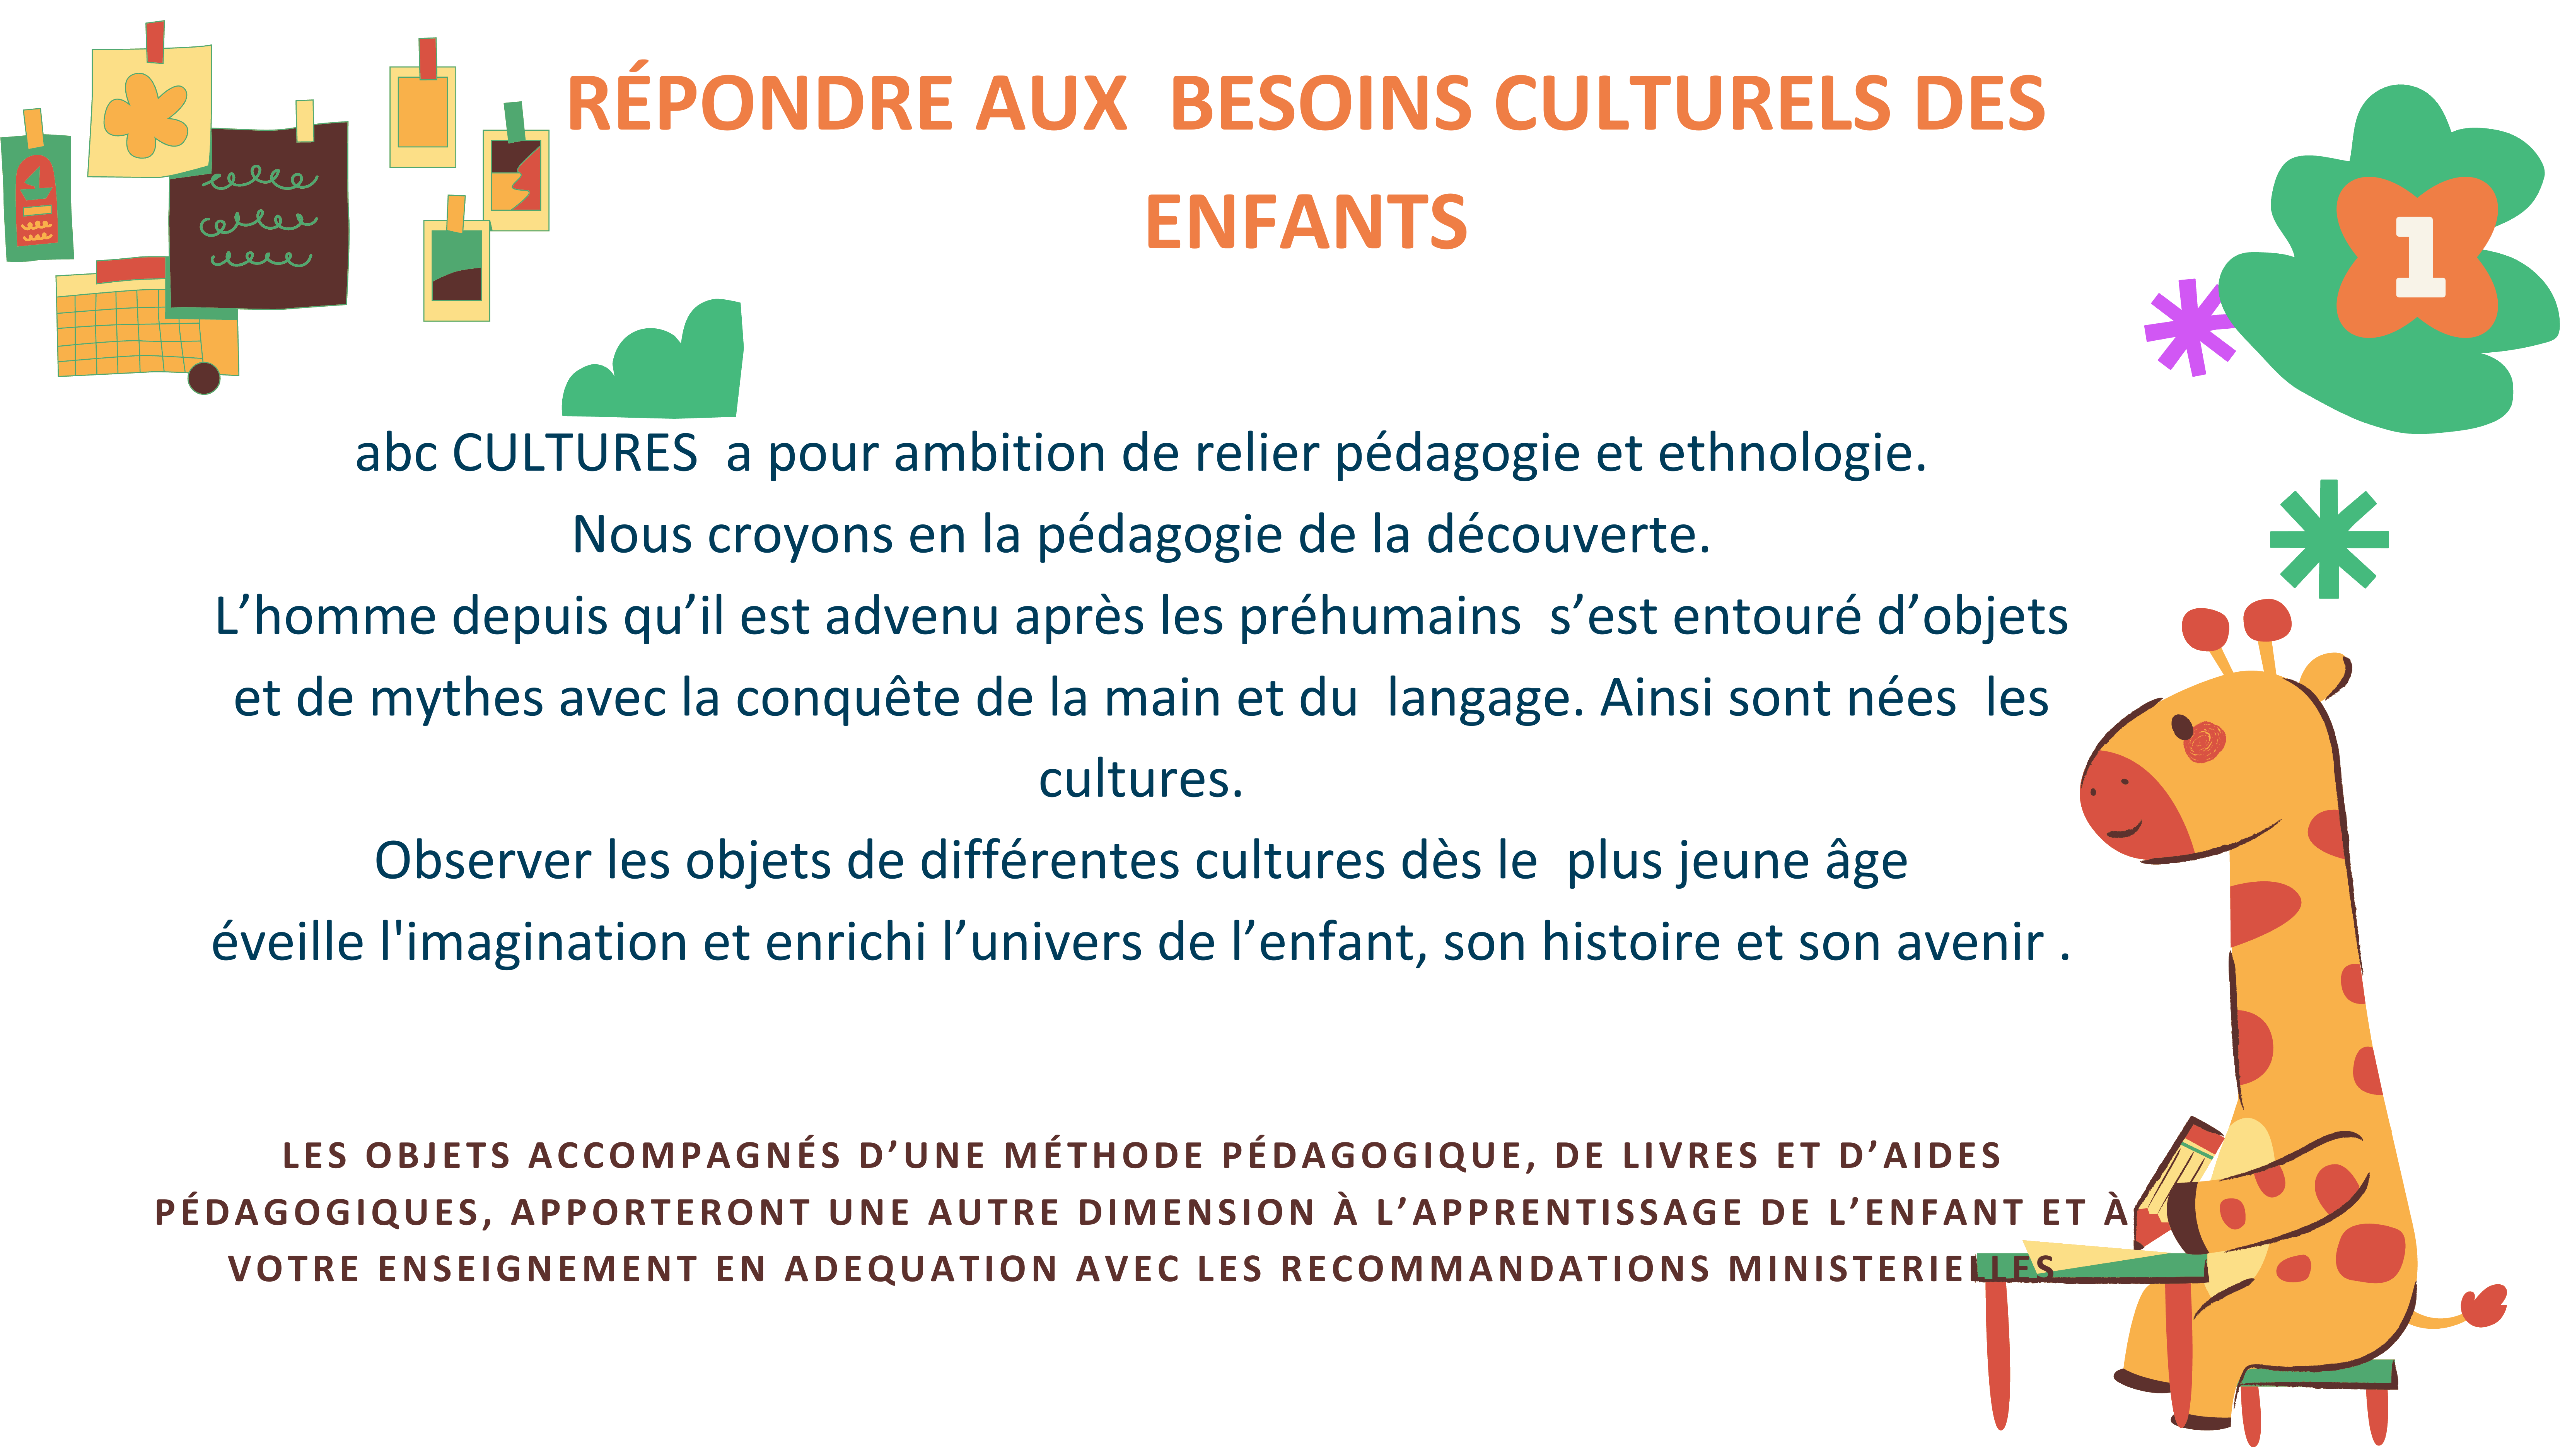 RÉPONDRE AUX BESOINS CULTURELS DES
ENFANTS
1
abc CULTURES a pour ambition de relier pédagogie et ethnologie.
Nous croyons en la pédagogie de la découverte.
L’homme depuis qu’il est advenu après les préhumains s’est entouré d’objets
et de mythes avec la conquête de la main et du langage. Ainsi sont nées les
cultures.
Observer les objets de différentes cultures dès le plus jeune âge
éveille l'imagination et enrichi l’univers de l’enfant, son histoire et son avenir .
LES OBJETS ACCOMPAGNÉS D’UNE MÉTHODE PÉDAGOGIQUE, DE LIVRES ET D’AIDES
PÉDAGOGIQUES, APPORTERONT UNE AUTRE DIMENSION À L’APPRENTISSAGE DE L’ENFANT ET À
VOTRE ENSEIGNEMENT EN ADEQUATION AVEC LES RECOMMANDATIONS MINISTERIELLES